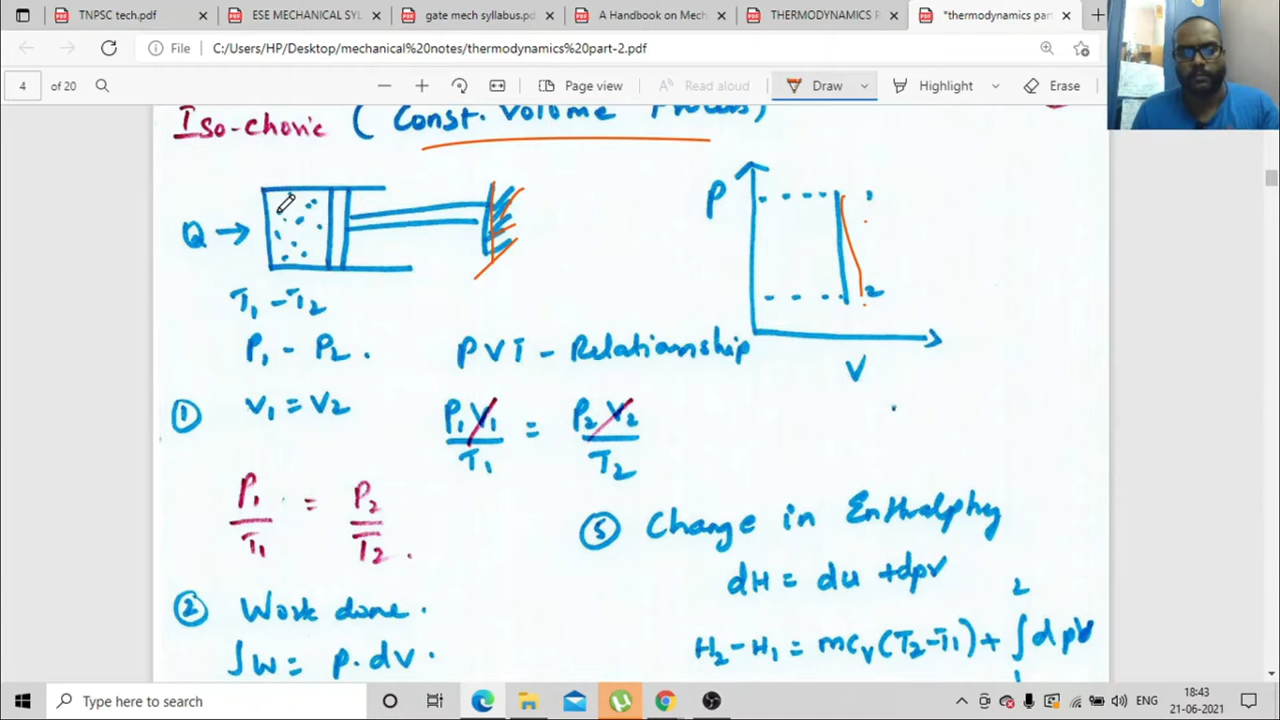 TNPSC tech.pdf
ESE MECHANICAL SYL
gate mech syllabus.pd
A Handbook on Mech
THERMODYNAMICS P
*thermodynamics par
File
C:/Users/HP/Desktop/mechanical%20notes/thermodynamics%20part-2.pdf
4 of 20
Page view
Read aloud
Draw
Highlight
Erase
Iso-choric ( Const. Volume Process)
Q →
P
1
2
V
T1 - T2
P1 - P2 .
PVT - Relationship
① V1 = V2
P1V1/T1 = P2V2/T2
P1/T1 = P2/T2 .
⑤ Change in Enthalphy
dH = du + dpv
② Work done .
H2 - H1 = mCv (T2 - T1) + ∫₁² dpv
∫W = p. dv .
Type here to search
ENG
18:43
21-06-2021